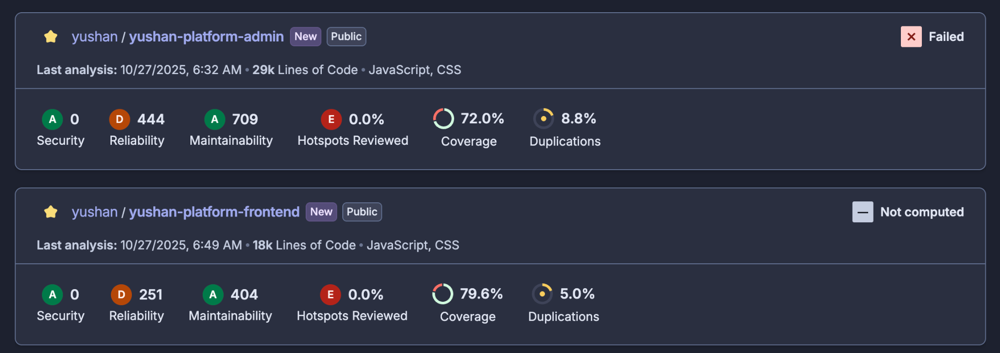 yushan / yushan-platform-admin New Public Failed
Last analysis: 10/27/2025, 6:32 AM • 29k Lines of Code • JavaScript, CSS
A 0 D 444 A 709 E 0.0% 72.0% 8.8%
Security Reliability Maintainability Hotspots Reviewed Coverage Duplications
yushan / yushan-platform-frontend New Public Not computed
Last analysis: 10/27/2025, 6:49 AM • 18k Lines of Code • JavaScript, CSS
A 0 D 251 A 404 E 0.0% 79.6% 5.0%
Security Reliability Maintainability Hotspots Reviewed Coverage Duplications